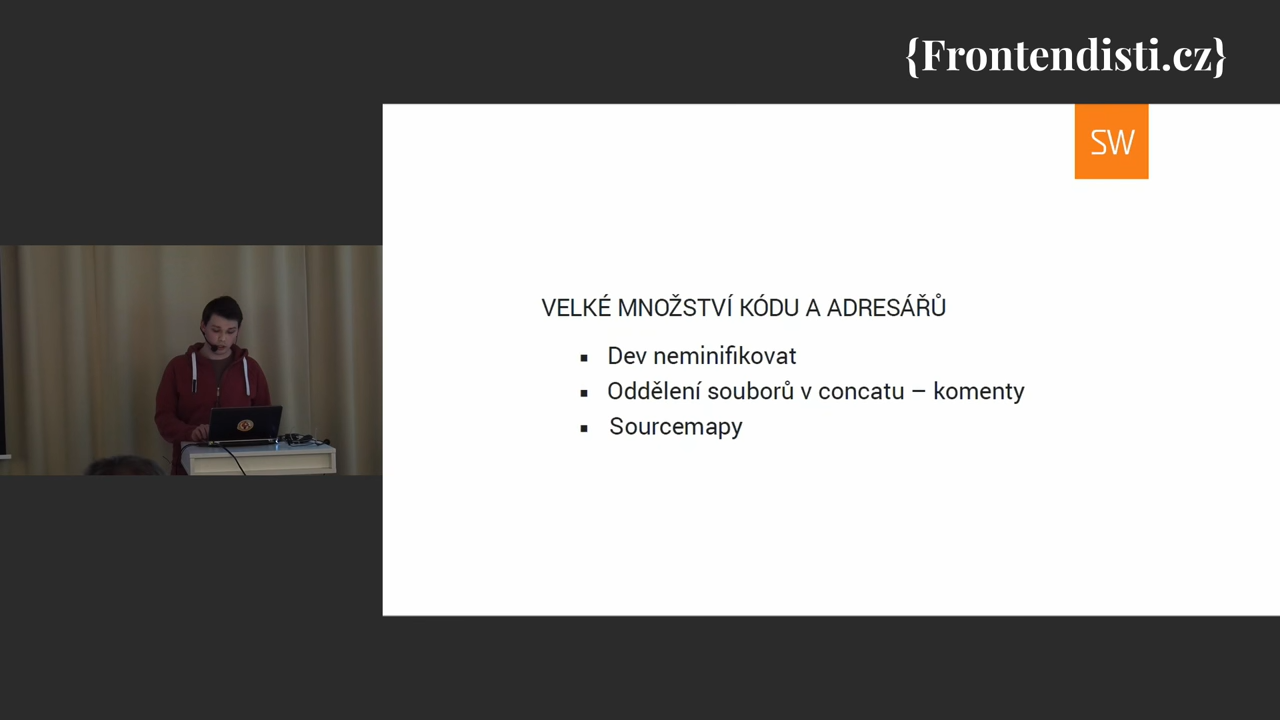 {Frontendisti.cz}
SW
VELKÉ MNOŽSTVÍ KÓDU A ADRESÁŘŮ
▪ Dev neminifikovat
▪ Oddělení souborů v concatu – komenty
▪ Sourcemapy